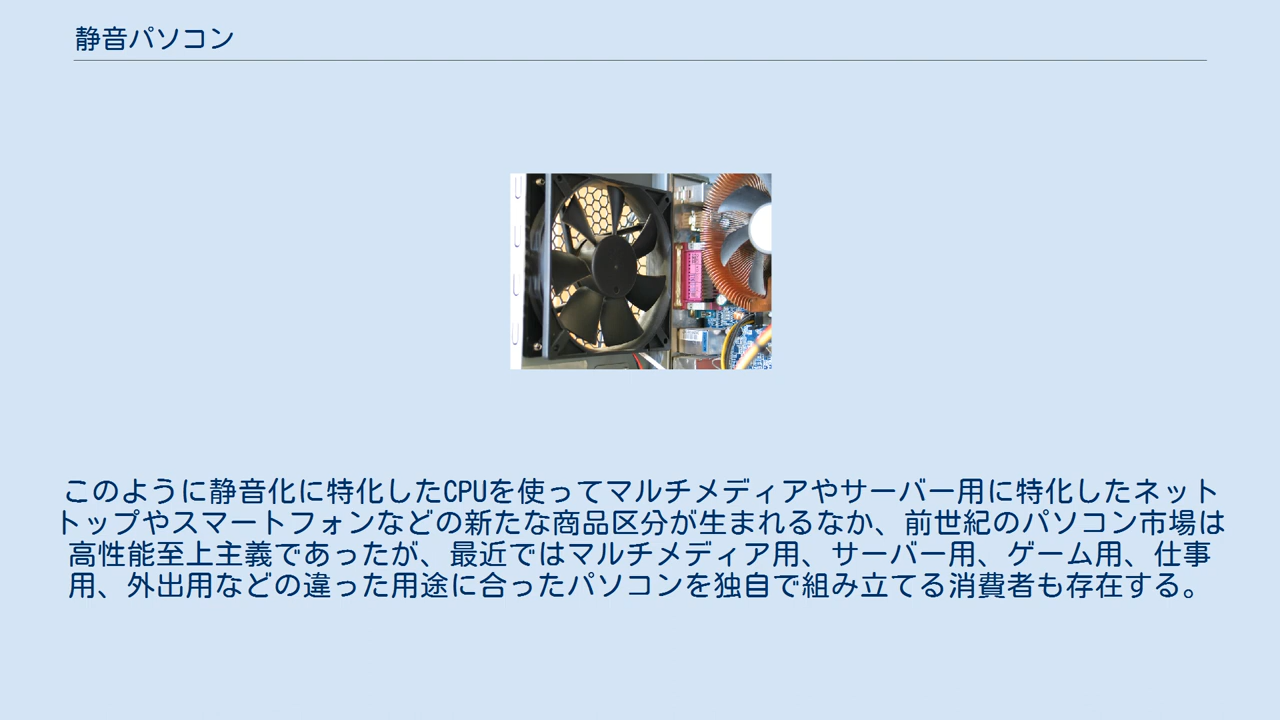 静音パソコン
このように静音化に特化したCPUを使ってマルチメディアやサーバー用に特化したネット
トップやスマートフォンなどの新たな商品区分が生まれるなか、前世紀のパソコン市場は
高性能至上主義であったが、最近ではマルチメディア用、サーバー用、ゲーム用、仕事
用、外出用などの違った用途に合ったパソコンを独自で組み立てる消費者も存在する。